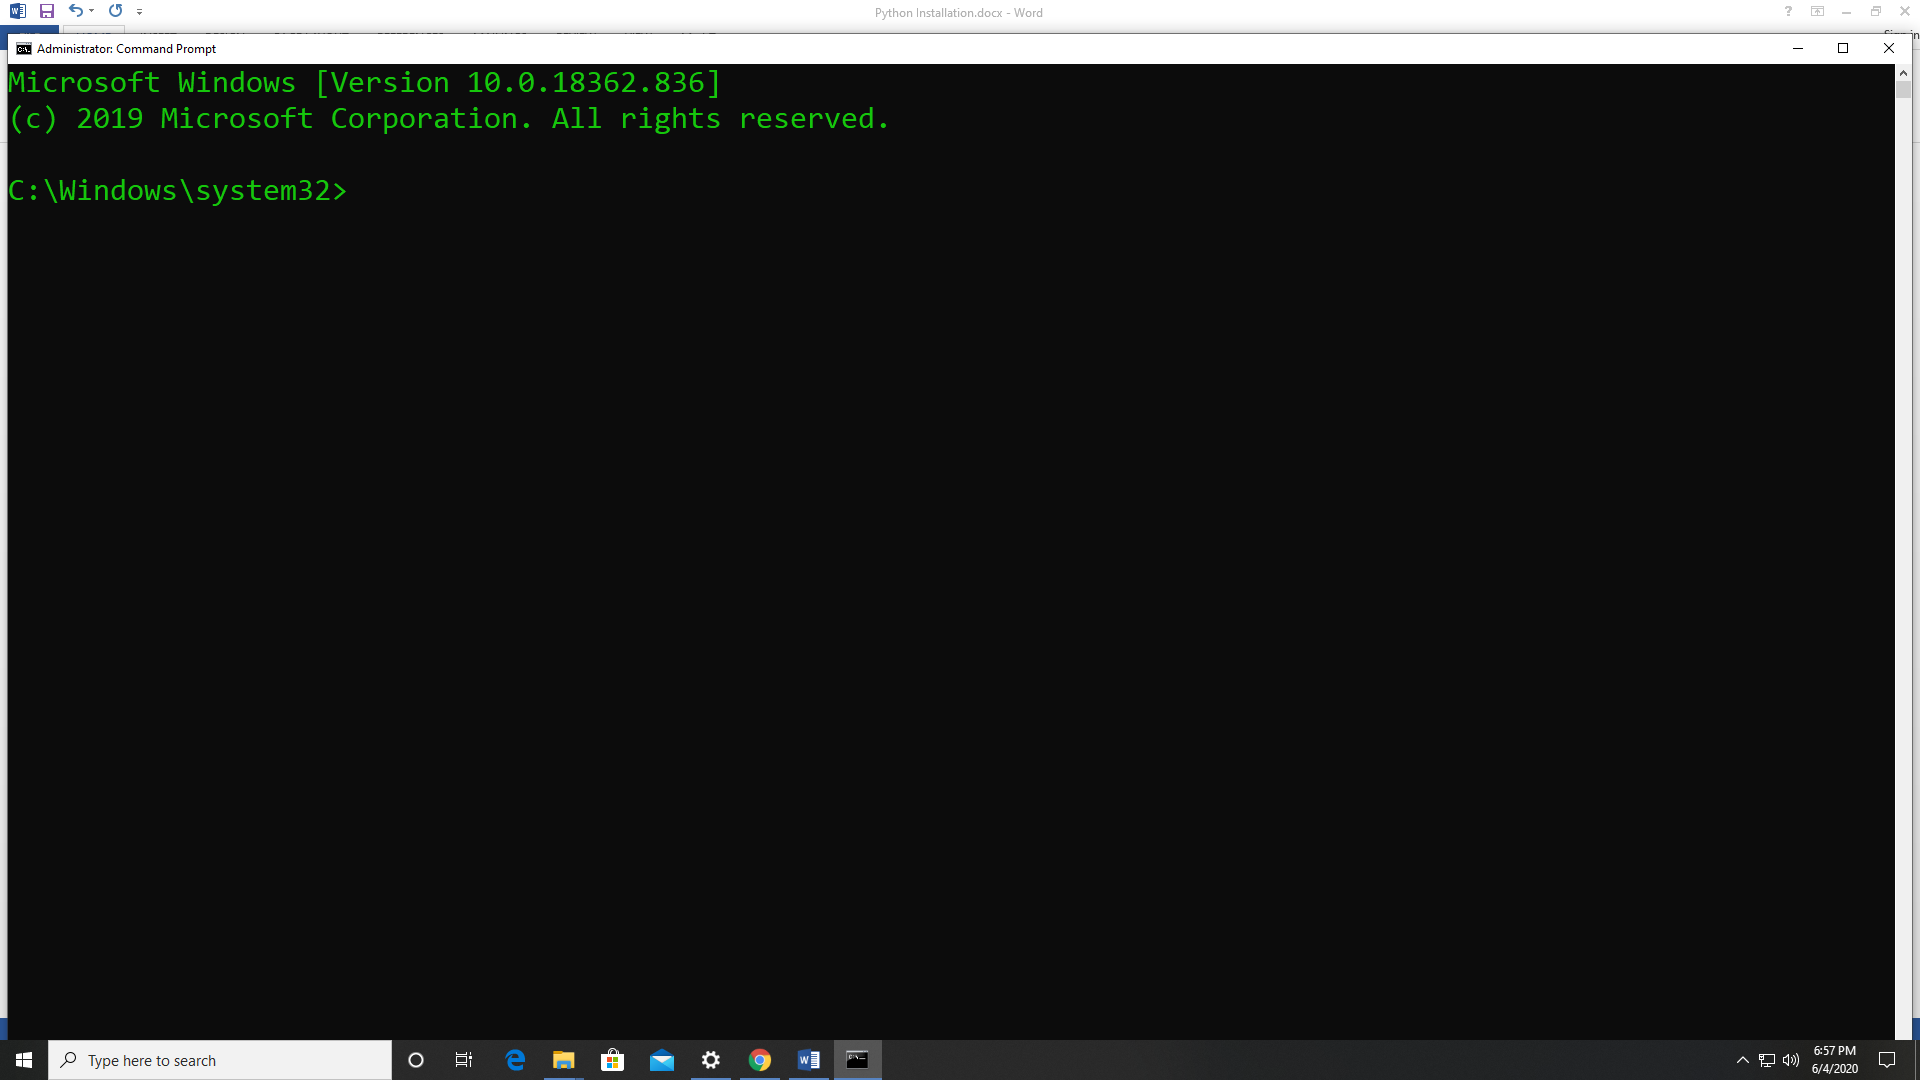 Python Installation.docx - Word
Administrator: Command Prompt
Microsoft Windows [Version 10.0.18362.836]
(c) 2019 Microsoft Corporation. All rights reserved.
C:\Windows\system32>
Type here to search
6:57 PM
6/4/2020